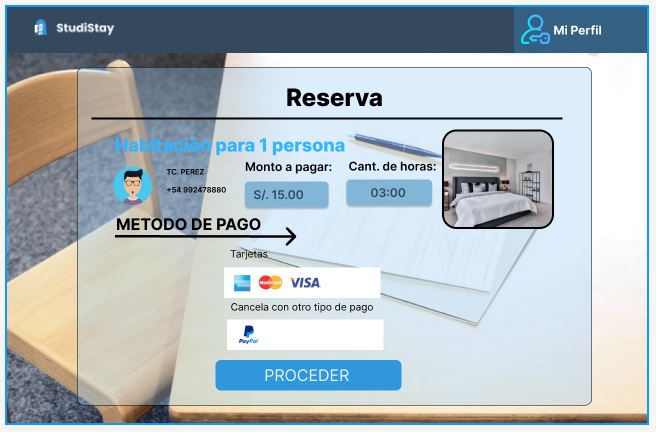 StudiStay
Mi Perfil
Reserva
Habitación para 1 persona
TC. PEREZ
+54 992478880
Monto a pagar:
Cant. de horas:
S/. 15.00
03:00
METODO DE PAGO
Tarjetas
MasterCard VISA
Cancela con otro tipo de pago
PayPal
PROCEDER